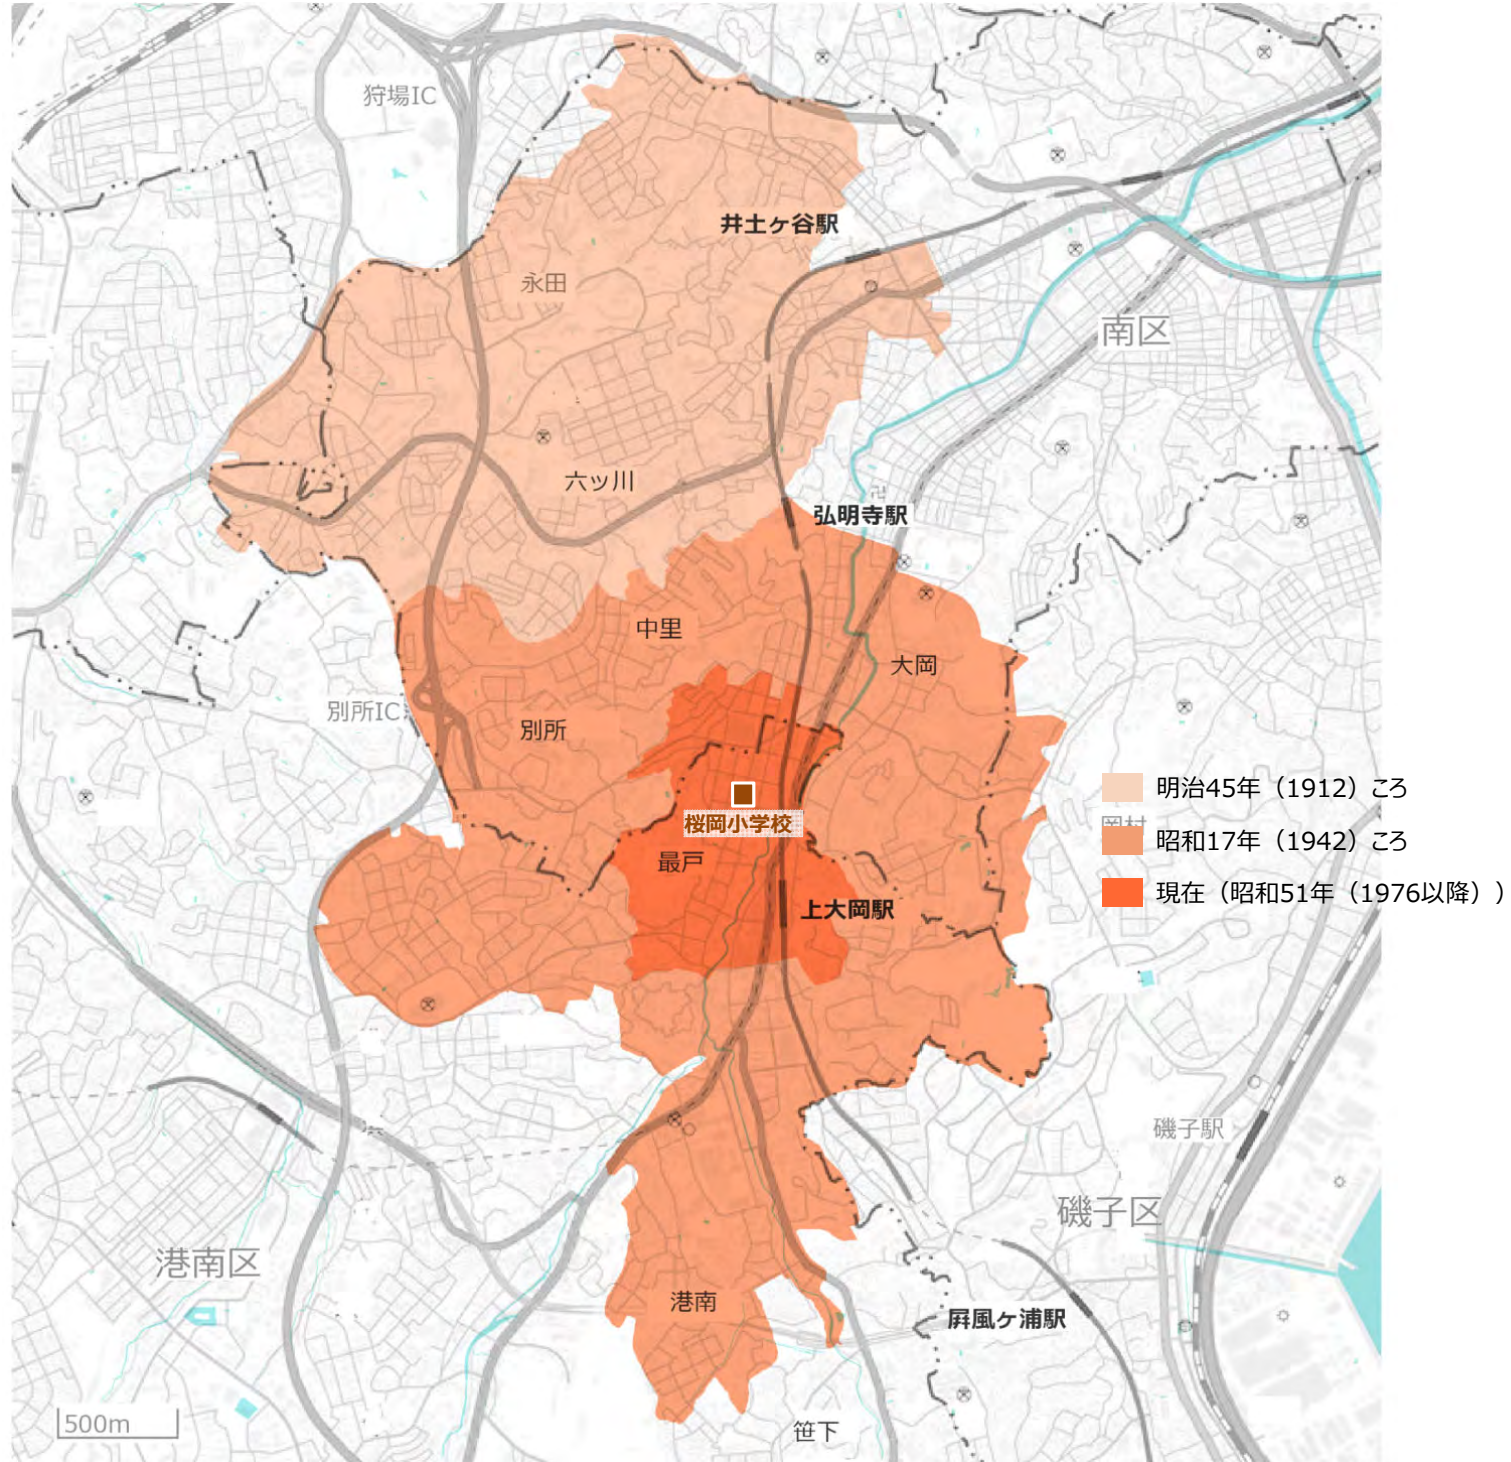 狩場IC
井土ヶ谷駅
永田
南区
六ッ川
弘明寺駅
中里
大岡
別所IC
別所
明治45年（1912）ころ
桜岡小学校
昭和17年（1942）ころ
最戸
現在（昭和51年（1976以降））
上大岡駅
磯子駅
磯子区
港南区
港南
屛風ヶ浦駅
500m
笹下